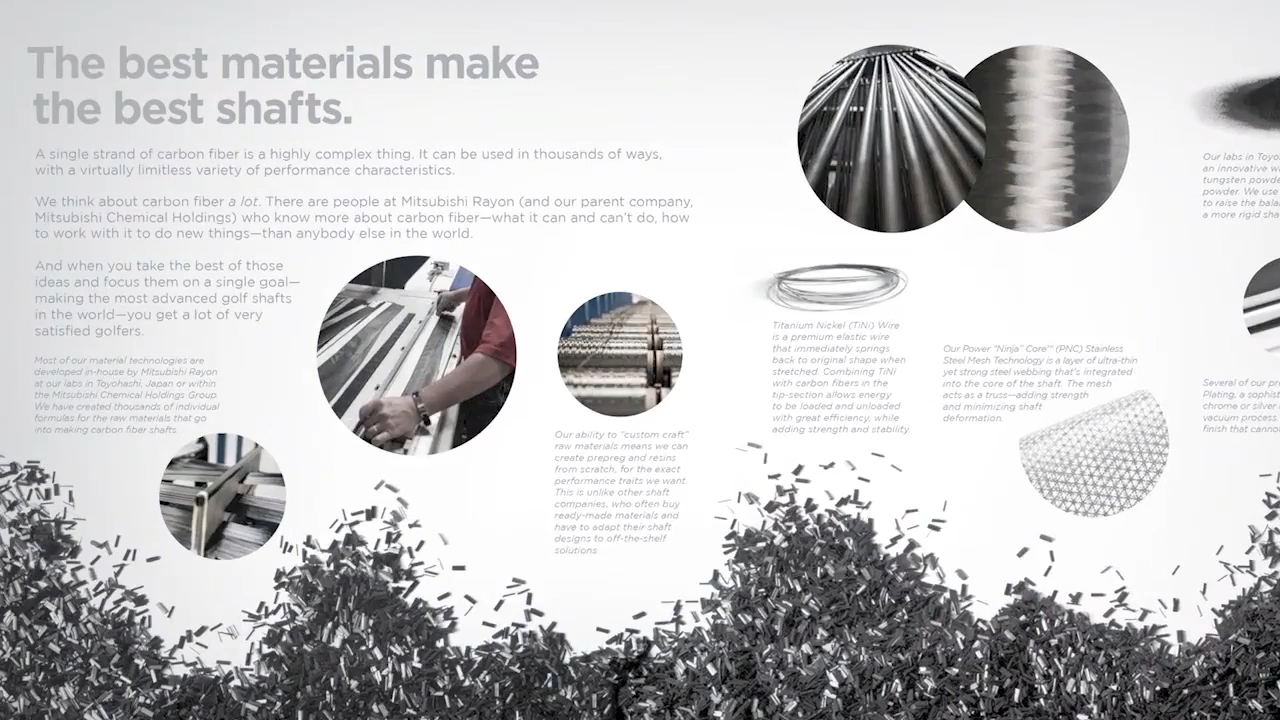 The best materials make
the best shafts.
A single strand of carbon fiber is a highly complex thing. It can be used in thousands of ways,
with a virtually limitless variety of performance characteristics.
We think about carbon fiber a lot. There are people at Mitsubishi Rayon (and our parent company,
Mitsubishi Chemical Holdings) who know more about carbon fiber—what it can and can't do, how
to work with it to do new things—than anybody else in the world.
And when you take the best of those
ideas and focus them on a single goal—
making the most advanced golf shafts
in the world—you get a lot of very
satisfied golfers.
Most of our material technologies are
developed in-house by Mitsubishi Rayon
at our labs in Toyohashi, Japan or within
the Mitsubishi Chemical Holdings Group.
We have created thousands of individual
formulas for the raw materials that go
into making carbon fiber shafts.
Our ability to "custom craft"
raw materials means we can
create prepreg and resins
from scratch, for the exact
performance traits we want.
This is unlike other shaft
companies, who often buy
ready-made materials and
have to adapt their shaft
designs to off-the-shelf
solutions.
Titanium Nickel (TiNi) Wire
is a premium elastic wire
that immediately springs
back to original shape when
stretched. Combining TiNi
with carbon fibers in the
tip-section allows energy
to be loaded and unloaded
with great efficiency, while
adding strength and stability.
Our Power "Ninja" Core™ (PNC) Stainless
Steel Mesh Technology is a layer of ultra-thin
yet strong steel webbing that's integrated
into the core of the shaft. The mesh
acts as a truss—adding strength
and minimizing shaft
deformation.
Our labs in Toyo
an innovative w
tungsten powde
powder. We use
to raise the bala
a more rigid sha
Several of our p
Plating, a sophist
chrome or silver
vacuum process.
finish that canno